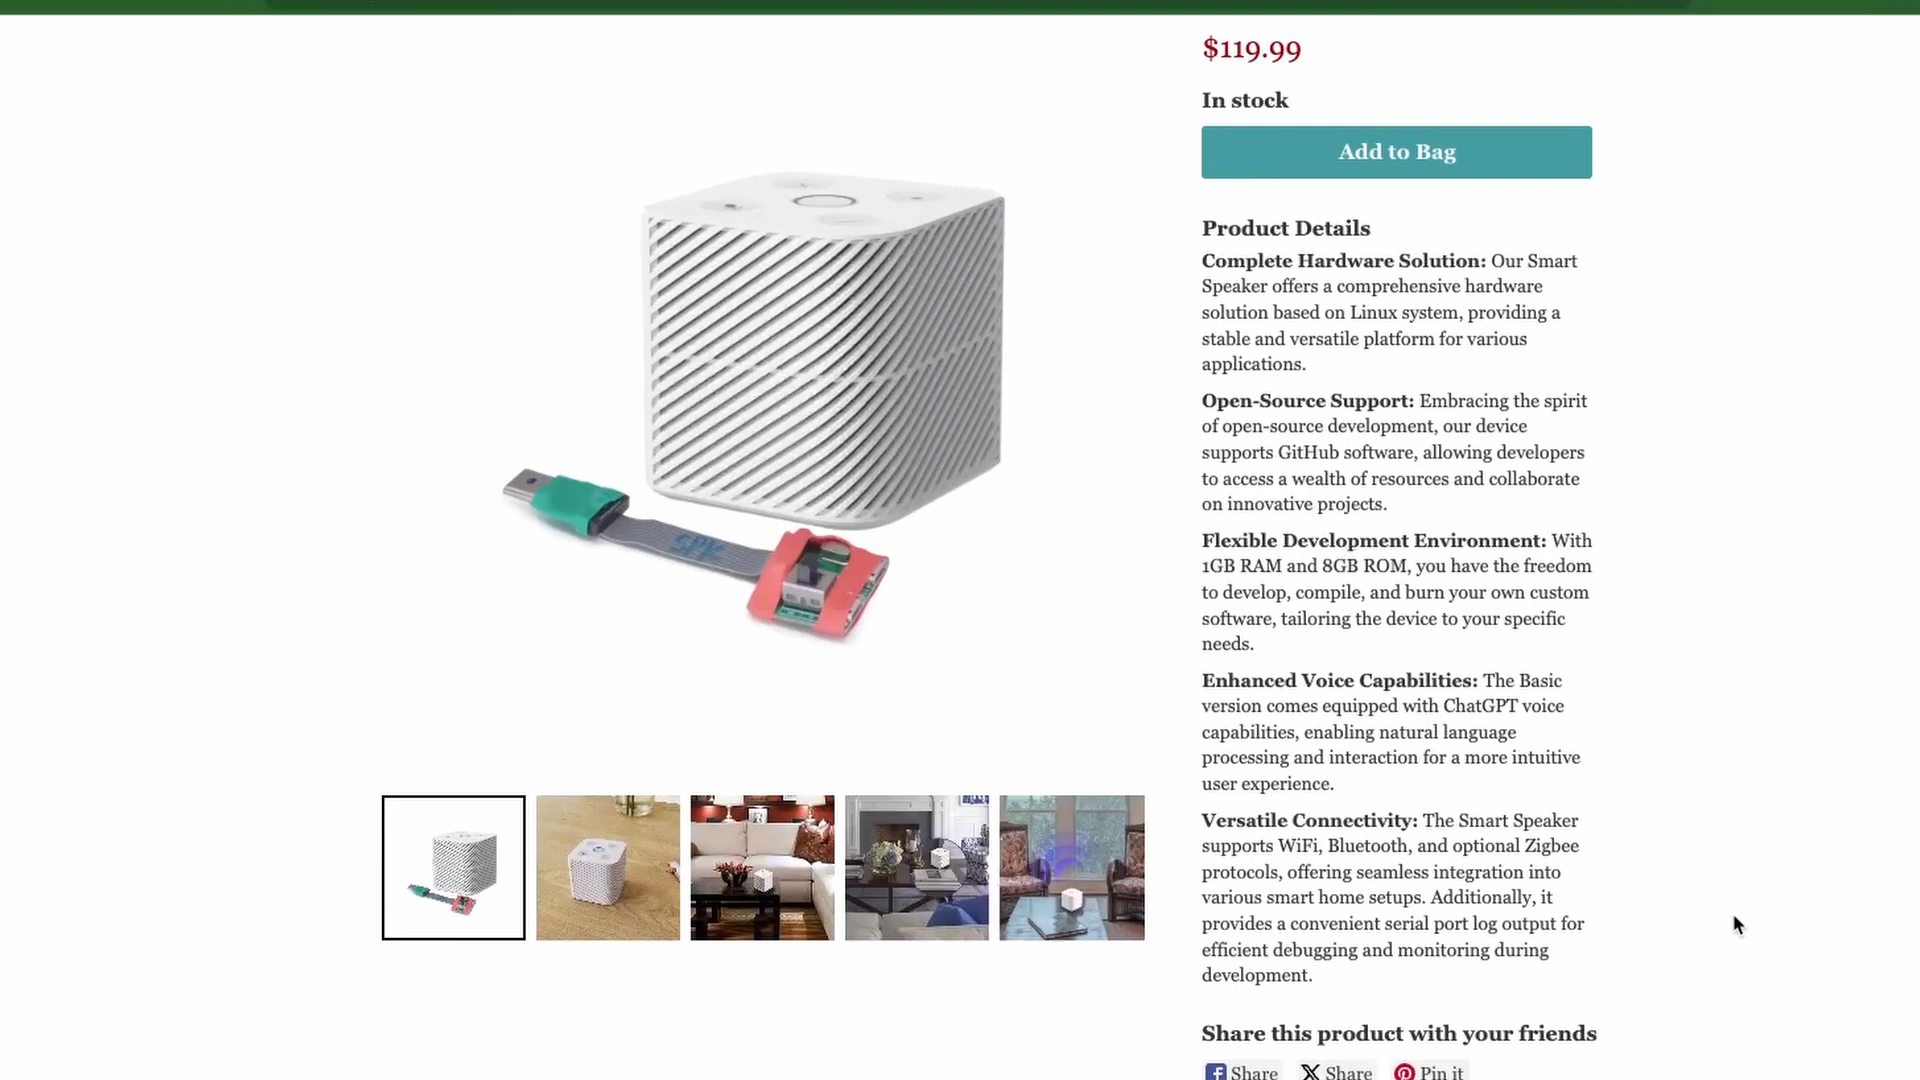 $119.99
In stock
Add to Bag
Product Details
Complete Hardware Solution: Our Smart
Speaker offers a comprehensive hardware
solution based on Linux system, providing a
stable and versatile platform for various
applications.
Open-Source Support: Embracing the spirit
of open-source development, our device
supports GitHub software, allowing developers
to access a wealth of resources and collaborate
on innovative projects.
Flexible Development Environment: With
1GB RAM and 8GB ROM, you have the freedom
to develop, compile, and burn your own custom
software, tailoring the device to your specific
needs.
Enhanced Voice Capabilities: The Basic
version comes equipped with ChatGPT voice
capabilities, enabling natural language
processing and interaction for a more intuitive
user experience.
Versatile Connectivity: The Smart Speaker
supports WiFi, Bluetooth, and optional Zigbee
protocols, offering seamless integration into
various smart home setups. Additionally, it
provides a convenient serial port log output for
efficient debugging and monitoring during
development.
Share this product with your friends
Share Share Pin it